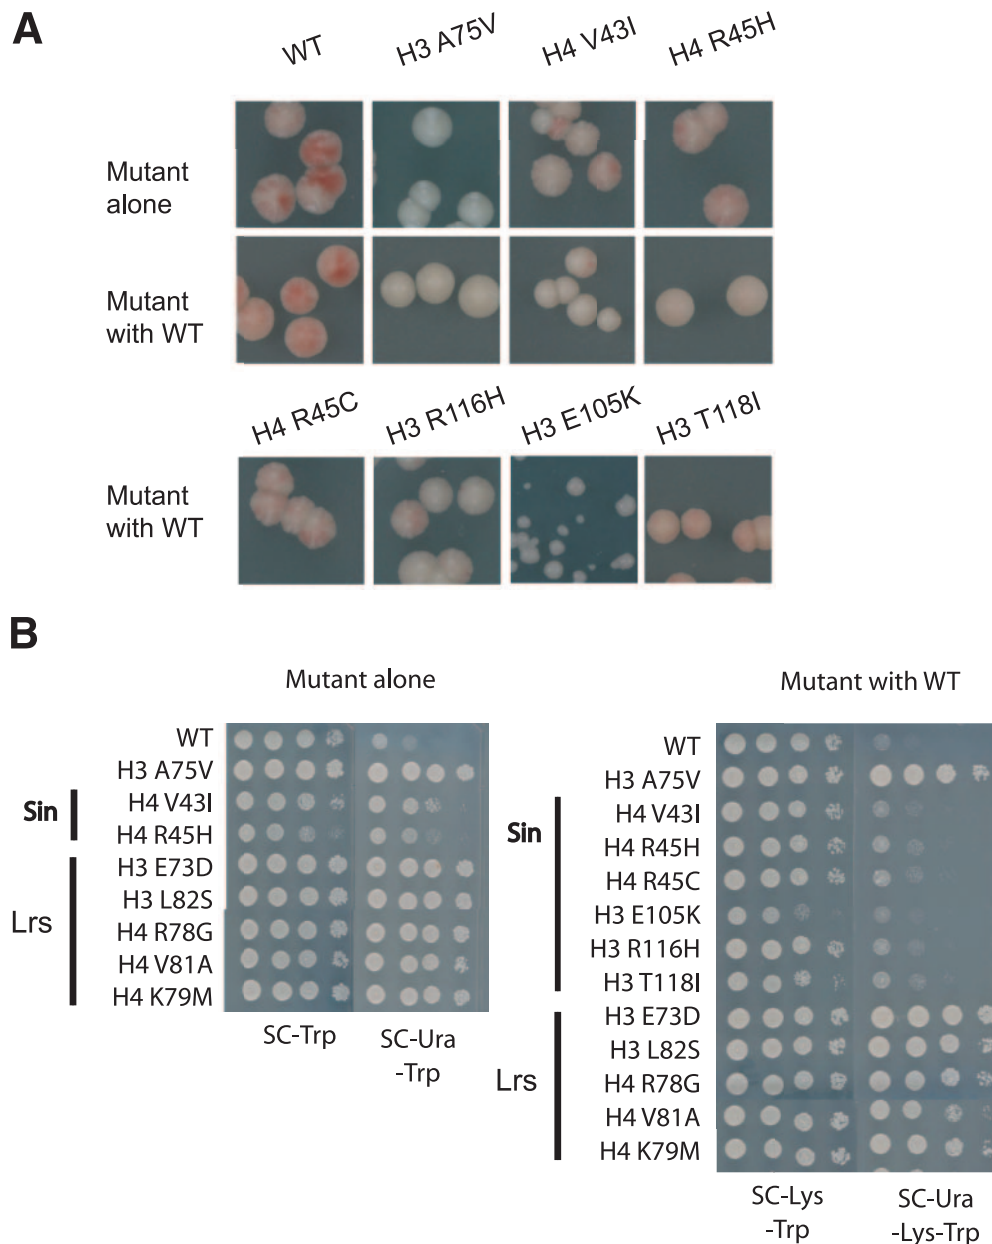 A
WT
H3 A75V
H4 V43I
H4 R45H
Mutant
alone
Mutant
with WT
H4 R45C
H3 R116H
H3 E105K
H3 T118I
Mutant
with WT
B
Mutant alone
WT
H3 A75V
H4 V43I
H4 R45H
H3 E73D
H3 L82S
H4 R78G
H4 V81A
H4 K79M
Sin
Lrs
SC-Trp
SC-Ura
-Trp
Mutant with WT
WT
H3 A75V
H4 V43I
H4 R45H
H4 R45C
H3 E105K
H3 R116H
H3 T118I
H3 E73D
H3 L82S
H4 R78G
H4 V81A
H4 K79M
Sin
Lrs
SC-Lys
-Trp
SC-Ura
-Lys-Trp